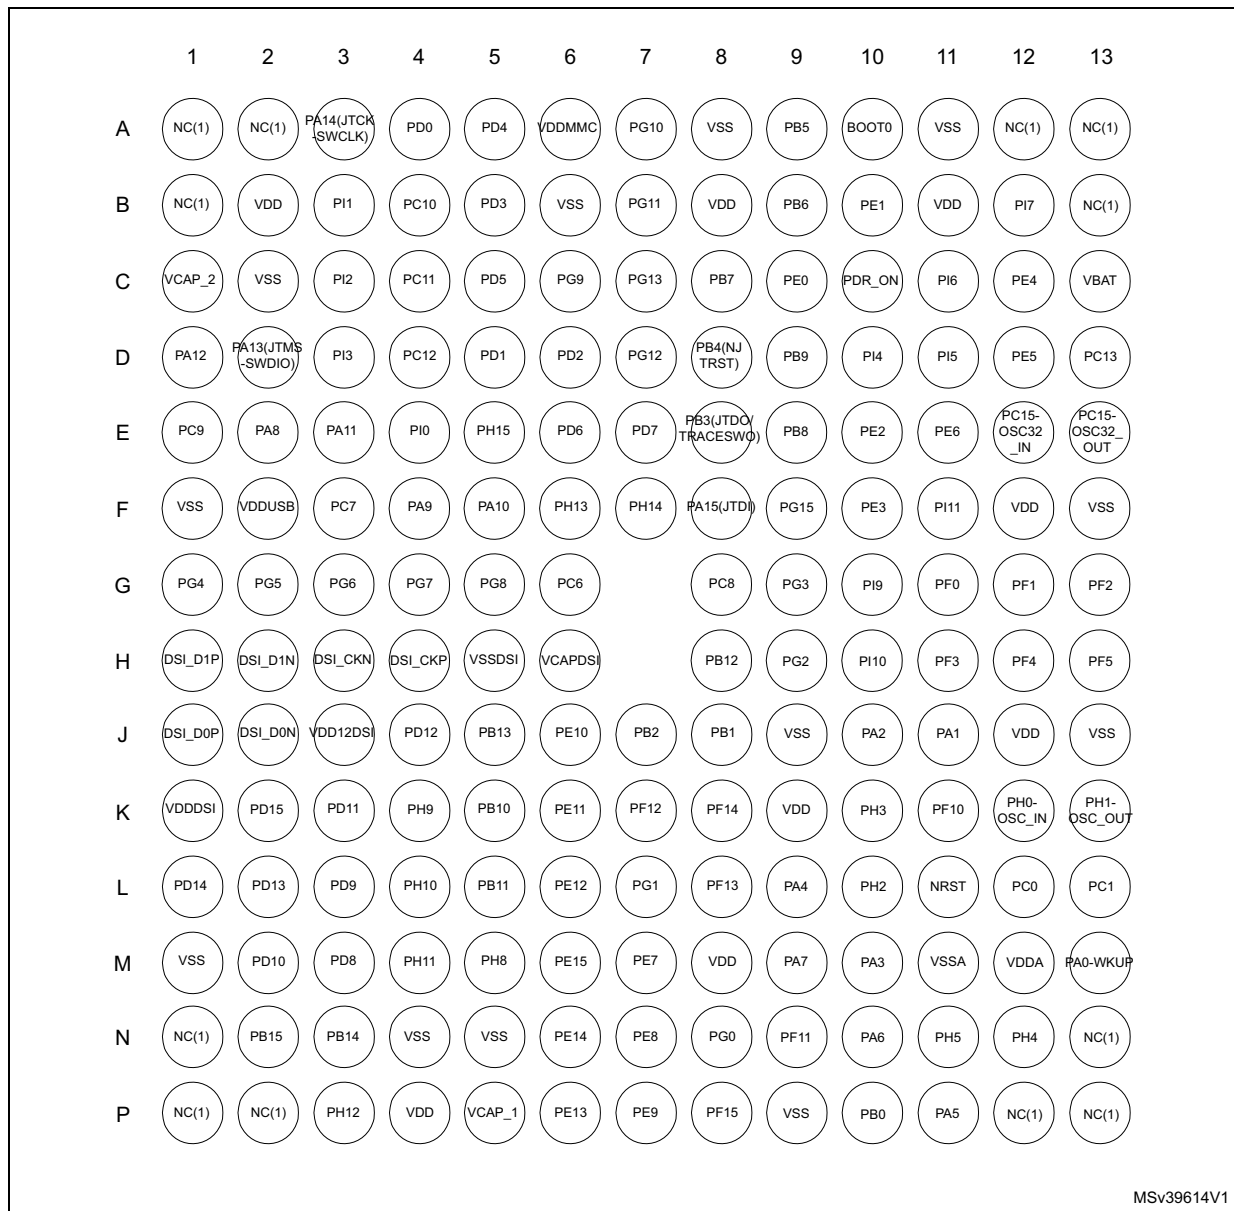 1 2 3 4 5 6 7 8 9 10 11 12 13
A NC(1) NC(1) PA14(JTCK-SWCLK) PD0 PD4 VDDMMC PG10 VSS PB5 BOOT0 VSS NC(1) NC(1)
B NC(1) VDD PI1 PC10 PD3 VSS PG11 VDD PB6 PE1 VDD PI7 NC(1)
C VCAP_2 VSS PI2 PC11 PD5 PG9 PG13 PB7 PE0 PDR_ON PI6 PE4 VBAT
D PA12 PA13(JTMS-SWDIO) PI3 PC12 PD1 PD2 PG12 PB4(NJTRST) PB9 PI4 PI5 PE5 PC13
E PC9 PA8 PA11 PI0 PH15 PD6 PD7 PB3(JTDO/TRACESWO) PB8 PE2 PE6 PC15-OSC32_IN PC15-OSC32_OUT
F VSS VDDUSB PC7 PA9 PA10 PH13 PH14 PA15(JTDI) PG15 PE3 PI11 VDD VSS
G PG4 PG5 PG6 PG7 PG8 PC6 PC8 PG3 PI9 PF0 PF1 PF2
H DSI_D1P DSI_D1N DSI_CKN DSI_CKP VSSDSI VCAPDSI PB12 PG2 PI10 PF3 PF4 PF5
J DSI_D0P DSI_D0N VDD12DSI PD12 PB13 PE10 PB2 PB1 VSS PA2 PA1 VDD VSS
K VDDDSI PD15 PD11 PH9 PB10 PE11 PF12 PF14 VDD PH3 PF10 PH0-OSC_IN PH1-OSC_OUT
L PD14 PD13 PD9 PH10 PB11 PE12 PG1 PF13 PA4 PH2 NRST PC0 PC1
M VSS PD10 PD8 PH11 PH8 PE15 PE7 VDD PA7 PA3 VSSA VDDA PA0-WKUP
N NC(1) PB15 PB14 VSS VSS PE14 PE8 PG0 PF11 PA6 PH5 PH4 NC(1)
P NC(1) NC(1) PH12 VDD VCAP_1 PE13 PE9 PF15 VSS PB0 PA5 NC(1) NC(1)
MSv39614V1